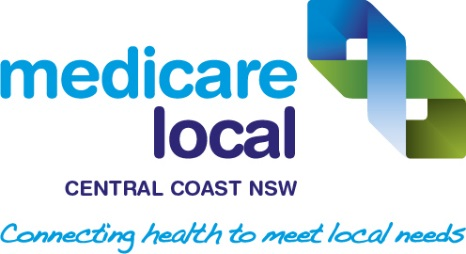 medicare
local
CENTRAL COAST NSW
Connecting health to meet local needs